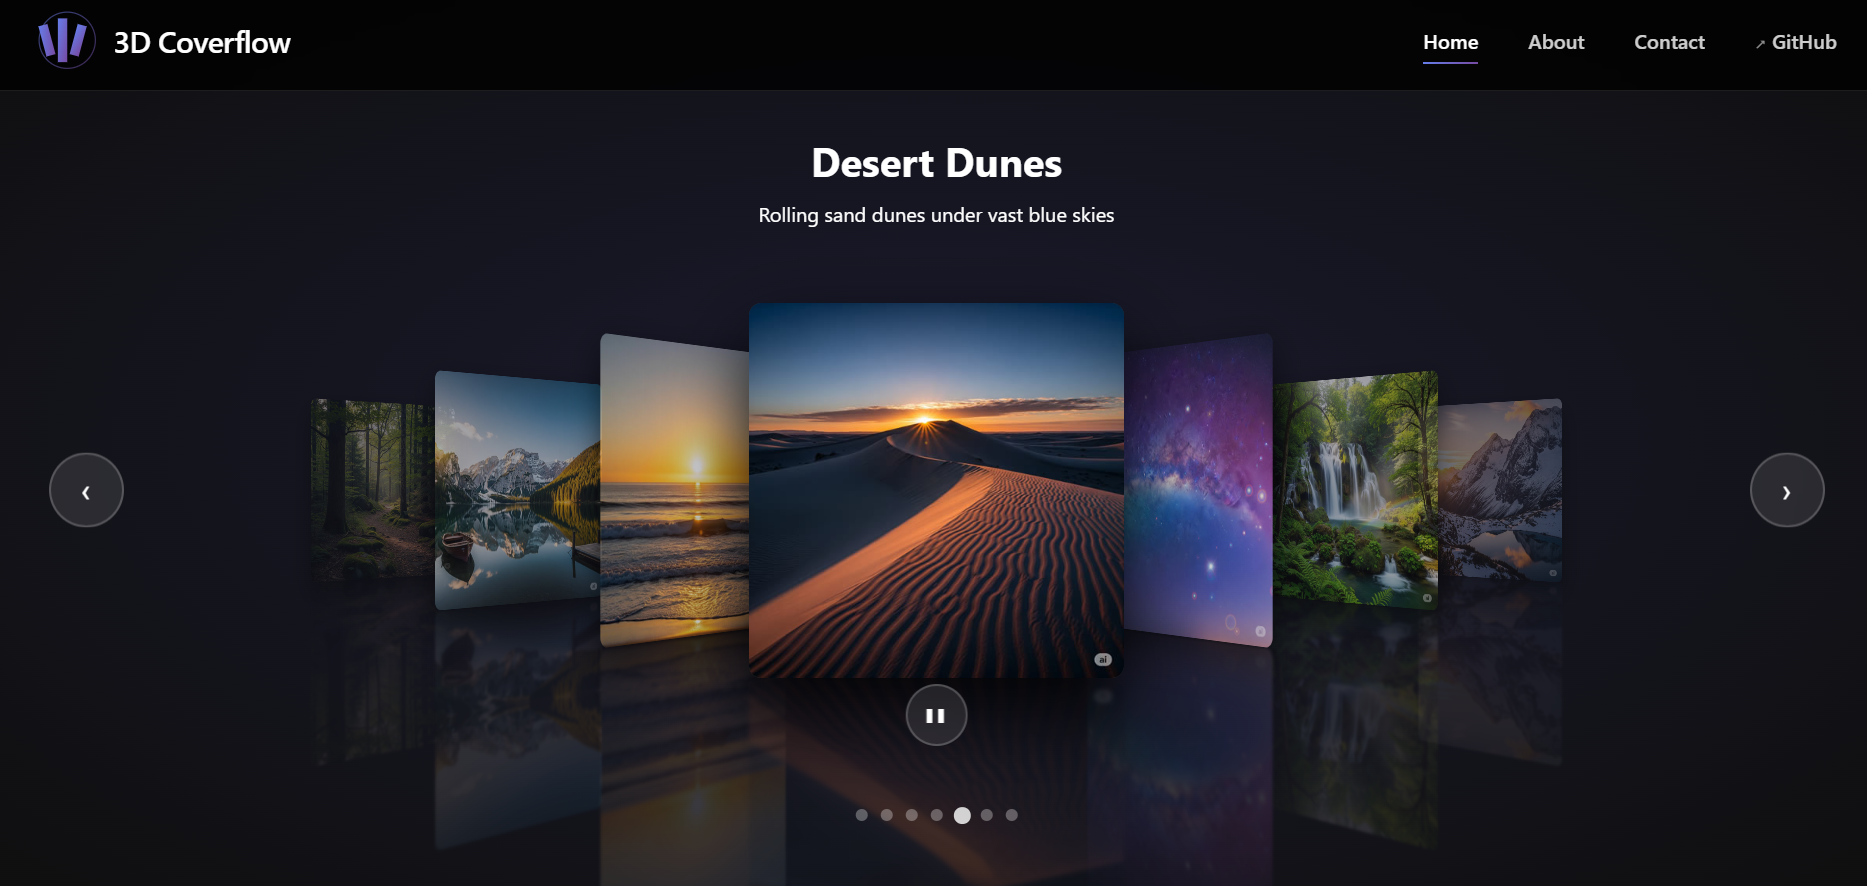 3D Coverflow
Home
About
Contact
↗ GitHub
Desert Dunes
Rolling sand dunes under vast blue skies
ai